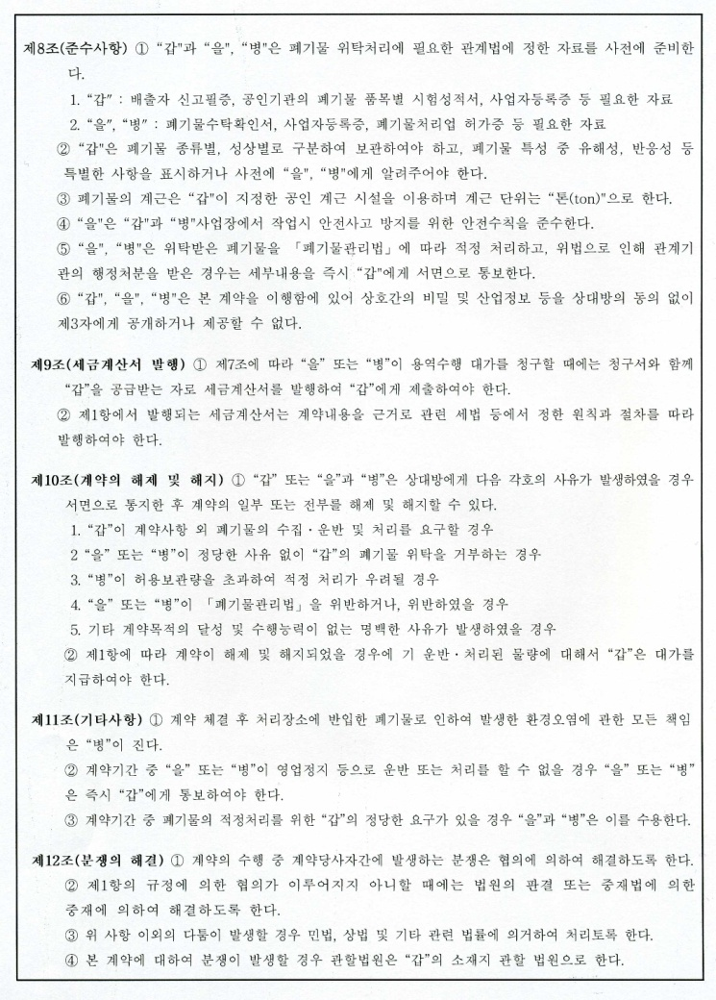 제8조(준수사항) ① “갑"과 “을", “병"은 폐기물 위탁처리에 필요한 관계법에 정한 자료를 사전에 준비한
다.
1. “갑" : 배출자 신고필증, 공인기관의 폐기물 품목별 시험성적서, 사업자등록증 등 필요한 자료
2. “을", “병" : 폐기물수탁확인서, 사업자등록증, 폐기물처리업 허가증 등 필요한 자료
② “갑"은 폐기물 종류별, 성상별로 구분하여 보관하여야 하고, 폐기물 특성 중 유해성, 반응성 등
특별한 사항을 표시하거나 사전에 “을", “병"에게 알려주어야 한다.
③ 폐기물의 계근은 “갑"이 지정한 공인 계근 시설을 이용하며 계근 단위는 “톤(ton)"으로 한다.
④ “을"은 “갑"과 “병"사업장에서 작업시 안전사고 방지를 위한 안전수칙을 준수한다.
⑤ “을", “병"은 위탁받은 폐기물을 「폐기물관리법」에 따라 적정 처리하고, 위법으로 인해 관계기
관의 행정처분을 받은 경우는 세부내용을 즉시 “갑"에게 서면으로 통보한다.
⑥ “갑", “을", “병"은 본 계약을 이행함에 있어 상호간의 비밀 및 산업정보 등을 상대방의 동의 없이
제3자에게 공개하거나 제공할 수 없다.
제9조(세금계산서 발행) ① 제7조에 따라 “을” 또는 “병”이 용역수행 대가를 청구할 때에는 청구서와 함께
“갑”을 공급받는 자로 세금계산서를 발행하여 “갑”에게 제출하여야 한다.
② 제1항에서 발행되는 세금계산서는 계약내용을 근거로 관련 세법 등에서 정한 원칙과 절차를 따라
발행하여야 한다.
제10조(계약의 해제 및 해지) ① “갑” 또는 “을”과 “병”은 상대방에게 다음 각호의 사유가 발생하였을 경우
서면으로 통지한 후 계약의 일부 또는 전부를 해제 및 해지할 수 있다.
1. “갑”이 계약사항 외 폐기물의 수집・운반 및 처리를 요구할 경우
2 “을” 또는 “병”이 정당한 사유 없이 “갑”의 폐기물 위탁을 거부하는 경우
3. “병”이 허용보관량을 초과하여 적정 처리가 우려될 경우
4. “을” 또는 “병”이 「폐기물관리법」을 위반하거나, 위반하였을 경우
5. 기타 계약목적의 달성 및 수행능력이 없는 명백한 사유가 발생하였을 경우
② 제1항에 따라 계약이 해제 및 해지되었을 경우에 기 운반・처리된 물량에 대해서 “갑”은 대가를
지급하여야 한다.
제11조(기타사항) ① 계약 체결 후 처리장소에 반입한 폐기물로 인하여 발생한 환경오염에 관한 모든 책임
은 “병”이 진다.
② 계약기간 중 “을” 또는 “병”이 영업정지 등으로 운반 또는 처리를 할 수 없을 경우 “을” 또는 “병”
은 즉시 “갑”에게 통보하여야 한다.
③ 계약기간 중 폐기물의 적정처리를 위한 “갑”의 정당한 요구가 있을 경우 “을”과 “병”은 이를 수용한다.
제12조(분쟁의 해결) ① 계약의 수행 중 계약당사자간에 발생하는 분쟁은 협의에 의하여 해결하도록 한다.
② 제1항의 규정에 의한 협의가 이루어지지 아니할 때에는 법원의 판결 또는 중재법에 의한
중재에 의하여 해결하도록 한다.
③ 위 사항 이외의 다툼이 발생할 경우 민법, 상법 및 기타 관련 법률에 의거하여 처리토록 한다.
④ 본 계약에 대하여 분쟁이 발생할 경우 관할법원은 “갑”의 소재지 관할 법원으로 한다.